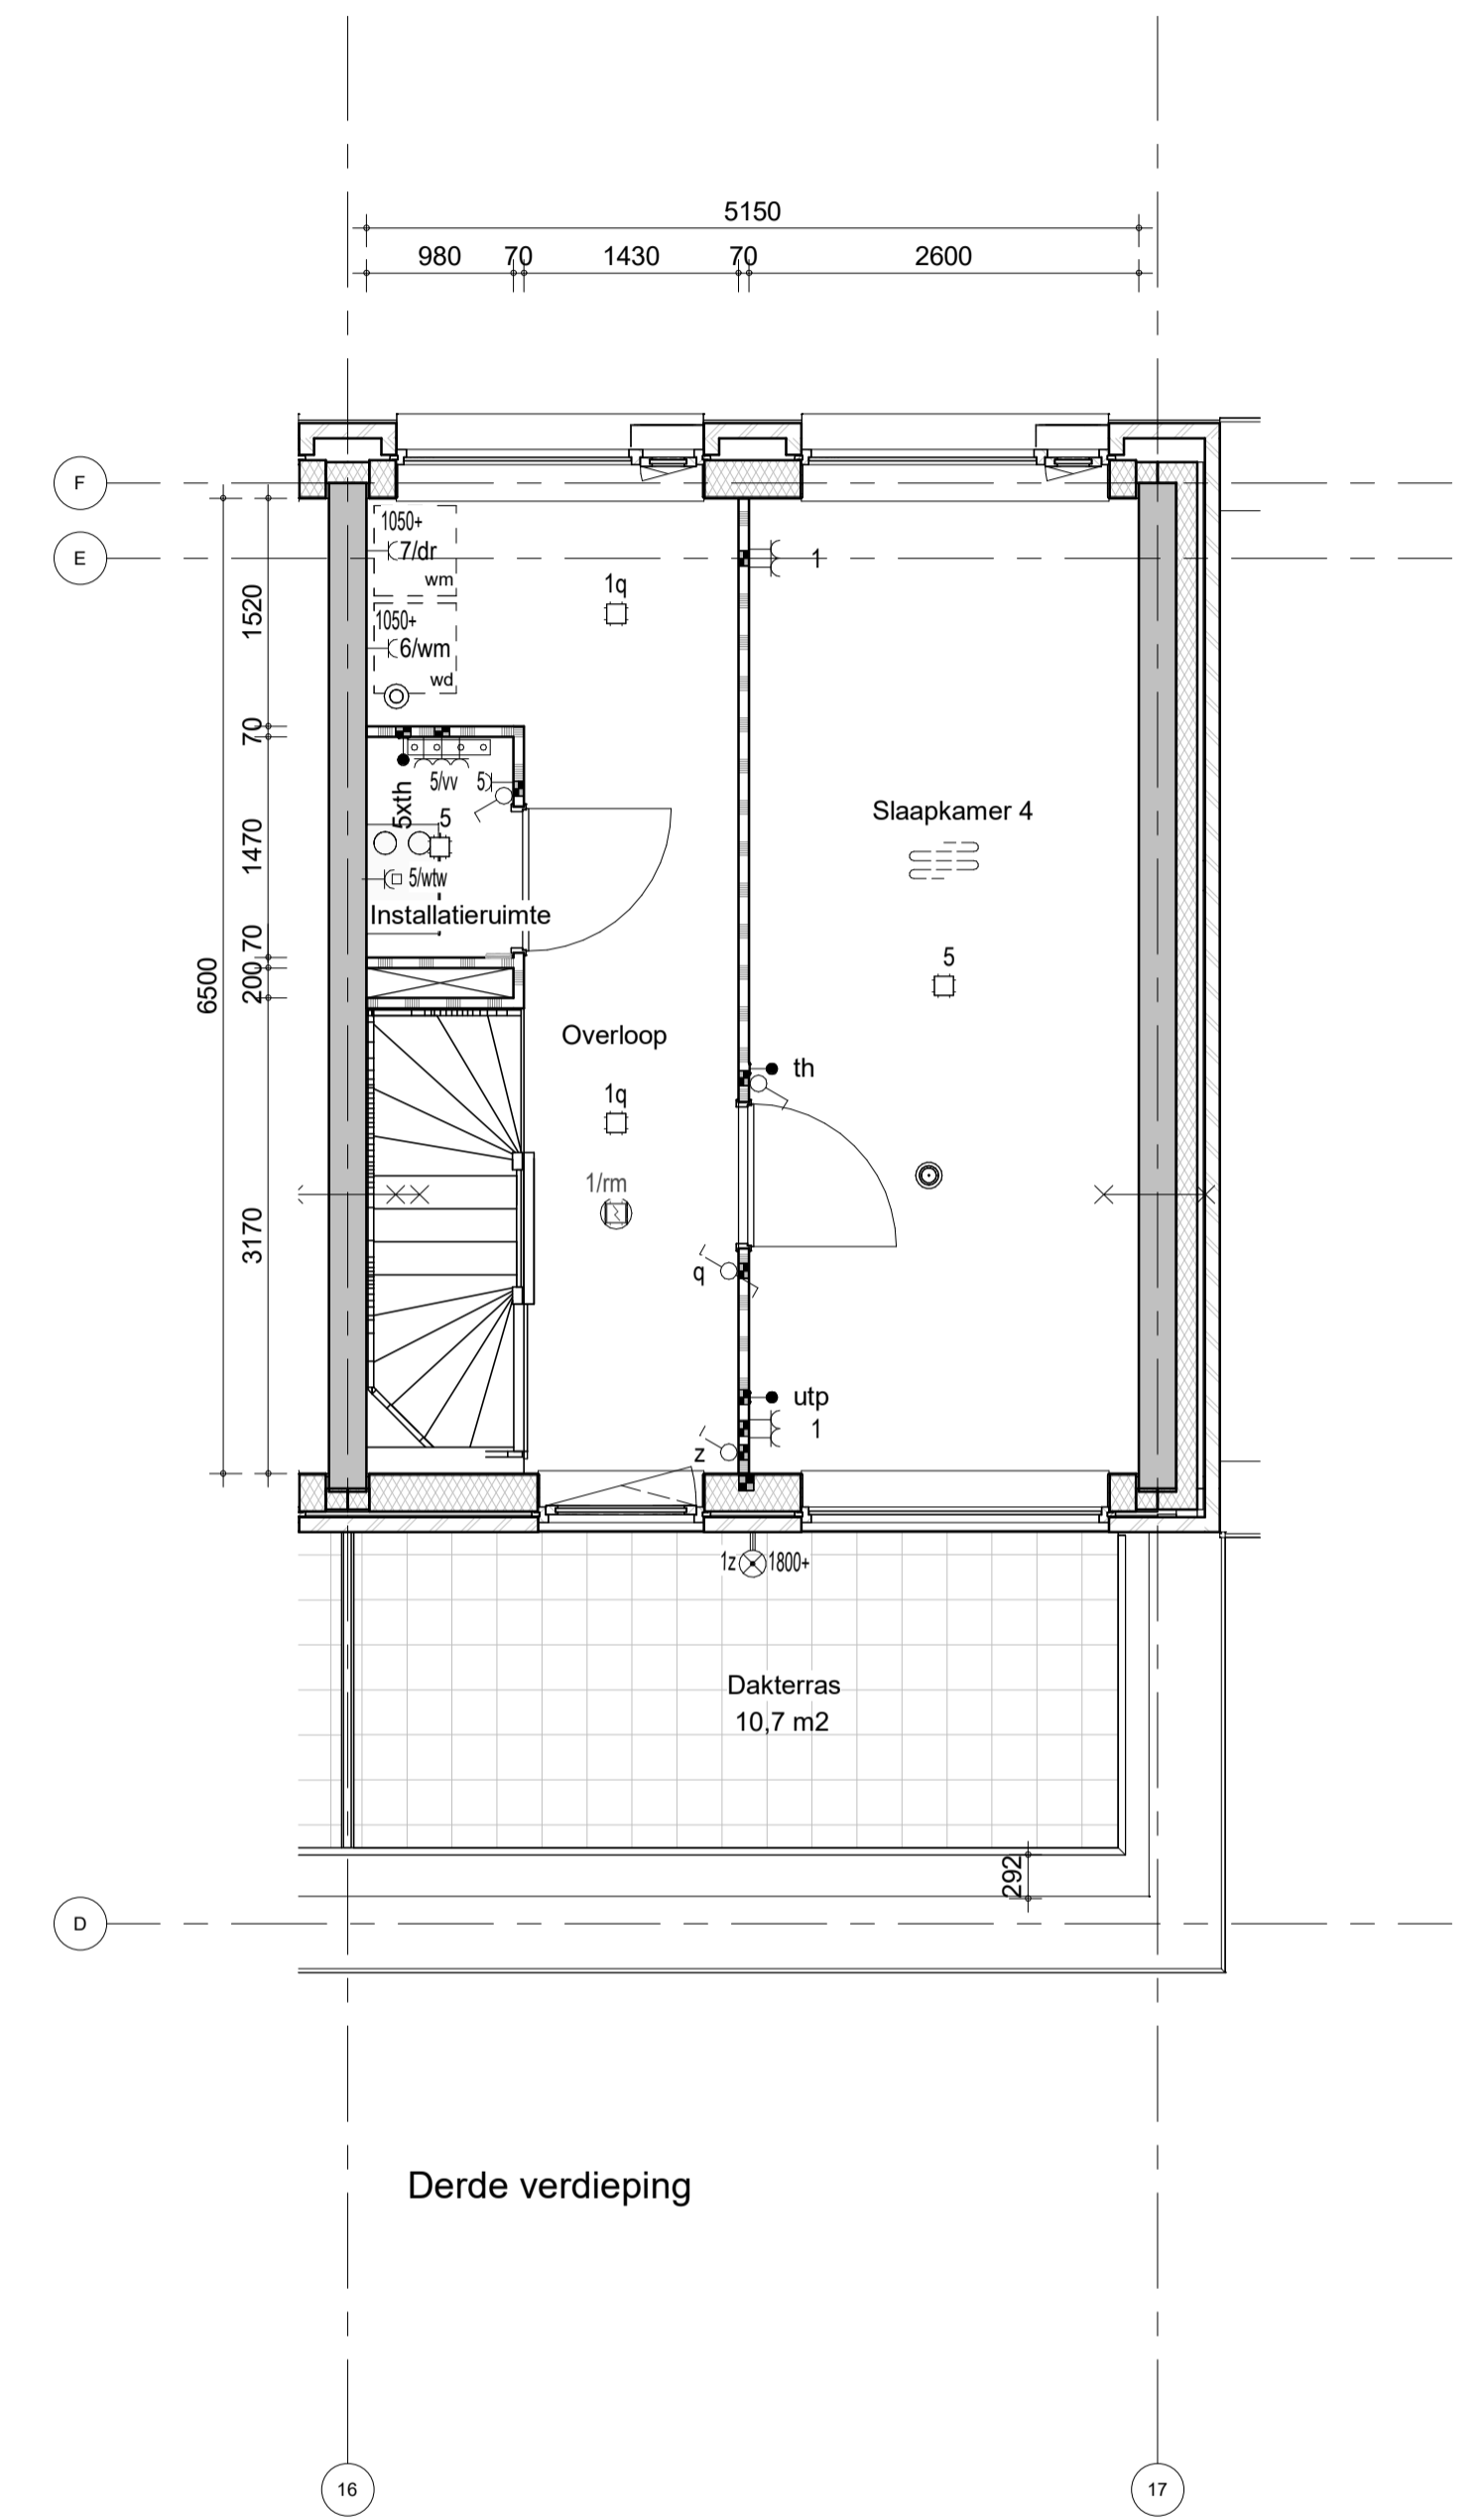 5150
980 70 1430 70 2600
F
E
1050+
7/dr
wm
1050+
6/wm
wd
1
1q
1520
70
1470
70
200
3170
6500
5xth
5/vv
5
5
5/wtw
Installatieruimte
Slaapkamer 4
5
Overloop
1q
1/rm
th
q
utp
1
z
1z 1800+
Dakterras
10,7 m2
292
D
Derde verdieping
16
17